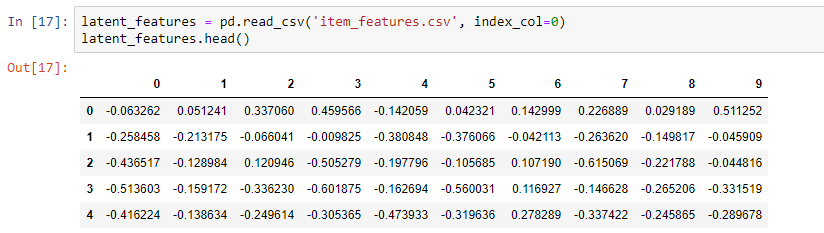 In [17]: latent_features = pd.read_csv('item_features.csv', index_col=0)
latent_features.head()
Out[17]:
0 1 2 3 4 5 6 7 8 9
0 -0.063262 0.051241 0.337060 0.459566 -0.142059 0.042321 0.142999 0.226889 0.029189 0.511252
1 -0.258458 -0.213175 -0.066041 -0.009825 -0.380848 -0.376066 -0.042113 -0.263620 -0.149817 -0.045909
2 -0.436517 -0.128984 0.120946 -0.505279 -0.197796 -0.105685 0.107190 -0.615069 -0.221788 -0.044816
3 -0.513603 -0.159172 -0.336230 -0.601875 -0.162694 -0.560031 0.116927 -0.146628 -0.265206 -0.331519
4 -0.416224 -0.138634 -0.249614 -0.305365 -0.473933 -0.319636 0.278289 -0.337422 -0.245865 -0.289678